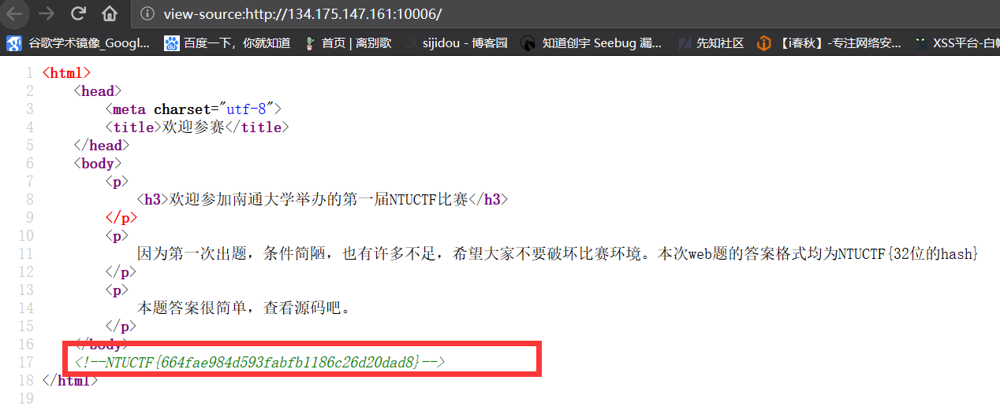 view-source:http://134.175.147.161:10006/
谷歌学术镜像_Googl... 百度一下，你就知道 首页 | 离别歌 sijidou - 博客园 知道创宇 Seebug 漏... 先知社区 【i春秋】-专注网络安... XSS平台-白帽
1 <html>
2 <head>
3 <meta charset="utf-8">
4 <title>欢迎参赛</title>
5 </head>
6 <body>
7 <p>
8 <h3>欢迎参加南通大学举办的第一届NTUCTF比赛</h3>
9 </p>
10 <p>
11 因为第一次出题，条件简陋，也有许多不足，希望大家不要破坏比赛环境。本次web题的答案格式均为NTUCTF{32位的hash}
12 </p>
13 <p>
14 本题答案很简单，查看源码吧。
15 </p>
16 </body>
17 <!--NTUCTF{664fae984d593fabfb1186c26d20dad8}-->
18 </html>
19